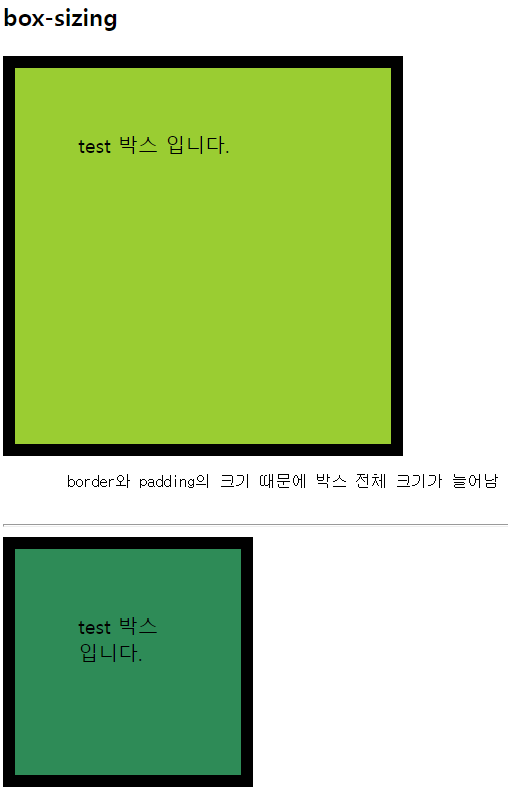 box-sizing
test 박스 입니다.
border와 padding의 크기 때문에 박스 전체 크기가 늘어남
test 박스
입니다.